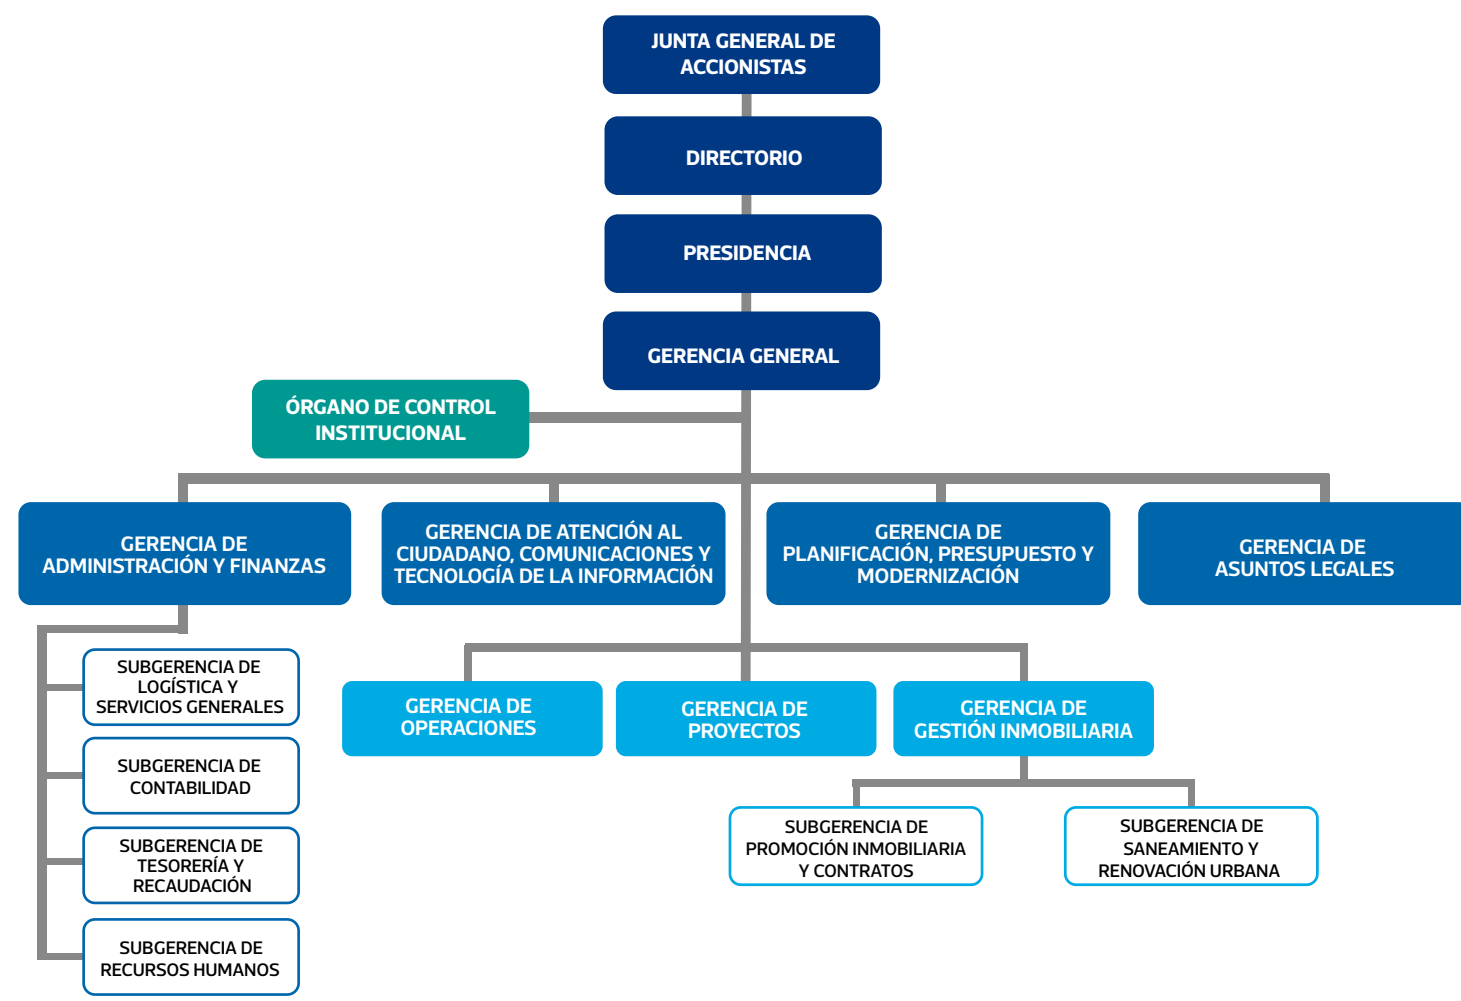 JUNTA GENERAL DE
ACCIONISTAS
DIRECTORIO
PRESIDENCIA
GERENCIA GENERAL
ÓRGANO DE CONTROL
INSTITUCIONAL
GERENCIA DE
ADMINISTRACIÓN Y FINANZAS
GERENCIA DE ATENCIÓN AL
CIUDADANO, COMUNICACIONES Y
TECNOLOGÍA DE LA INFORMACIÓN
GERENCIA DE
PLANIFICACIÓN, PRESUPUESTO Y
MODERNIZACIÓN
GERENCIA DE
ASUNTOS LEGALES
SUBGERENCIA DE
LOGÍSTICA Y
SERVICIOS GENERALES
SUBGERENCIA DE
CONTABILIDAD
SUBGERENCIA DE
TESORERÍA Y
RECAUDACIÓN
SUBGERENCIA DE
RECURSOS HUMANOS
GERENCIA DE
OPERACIONES
GERENCIA DE
PROYECTOS
GERENCIA DE
GESTIÓN INMOBILIARIA
SUBGERENCIA DE
PROMOCIÓN INMOBILIARIA
Y CONTRATOS
SUBGERENCIA DE
SANEAMIENTO Y
RENOVACIÓN URBANA